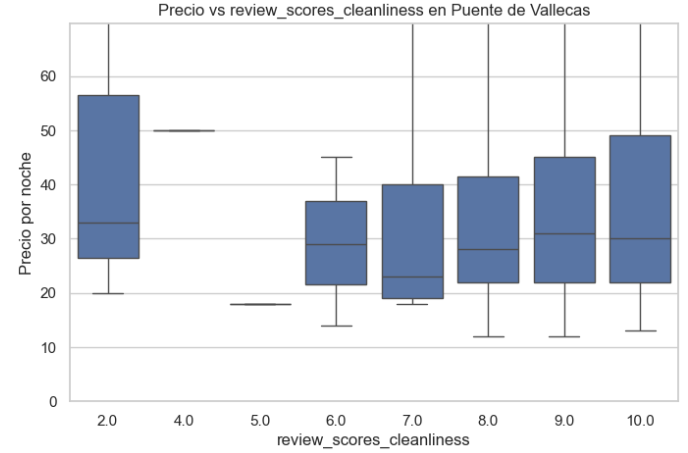 Precio vs review_scores_cleanliness en Puente de Vallecas
Precio por noche
60
50
40
30
20
10
0
2.0 4.0 5.0 6.0 7.0 8.0 9.0 10.0
review_scores_cleanliness